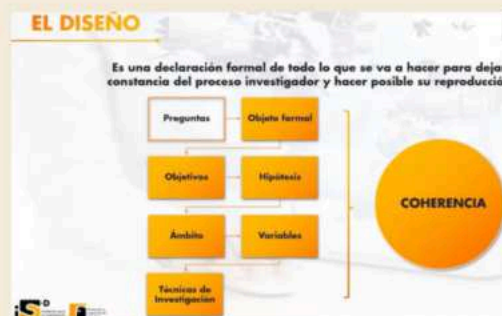 EL DISEÑO
Es una declaración formal de todo lo que se va a hacer para dejar
constancia del proceso investigador y hacer posible su reproducció
Preguntas
Objeto formal
Objetivos
Hipótesis
COHERENCIA
Ámbito
Variables
Técnicas de
Investigación